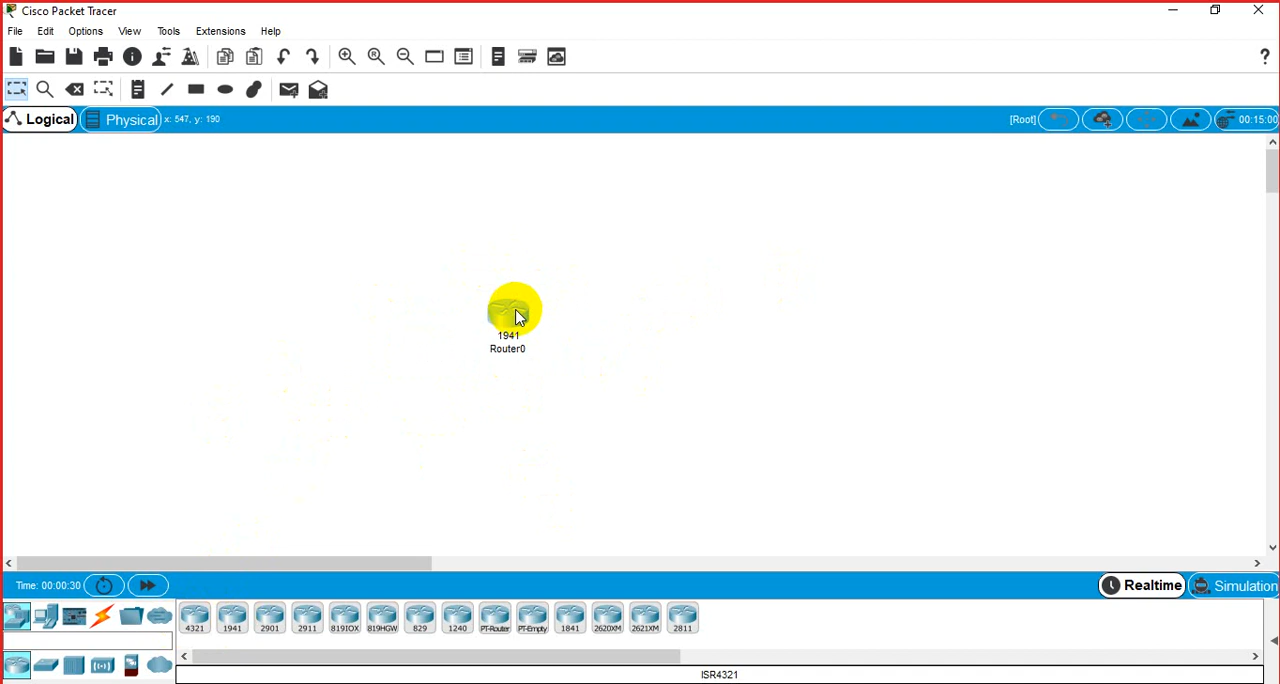 Cisco Packet Tracer
File Edit Options View Tools Extensions Help
?
Logical Physical x: 547, y: 190 [Root] 00:15:00
1941
Router0
Time: 00:00:30 Realtime Simulation
4321 1941 2901 2911 819IOX 819HGW 829 1240 PT-Router PT-Empty 1841 2620XM 2621XM 2811
ISR4321